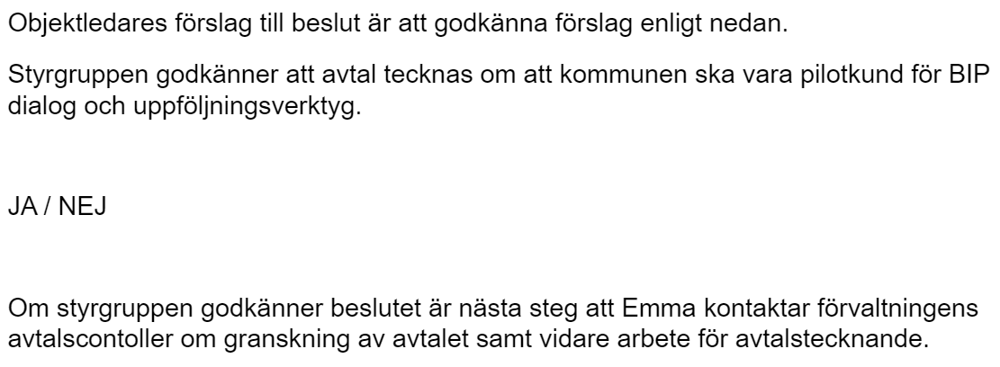 Objektledares förslag till beslut är att godkänna förslag enligt nedan.
Styrgruppen godkänner att avtal tecknas om att kommunen ska vara pilotkund för BIP
dialog och uppföljningsverktyg.
JA / NEJ
Om styrgruppen godkänner beslutet är nästa steg att Emma kontaktar förvaltningens
avtalscontoller om granskning av avtalet samt vidare arbete för avtalstecknande.